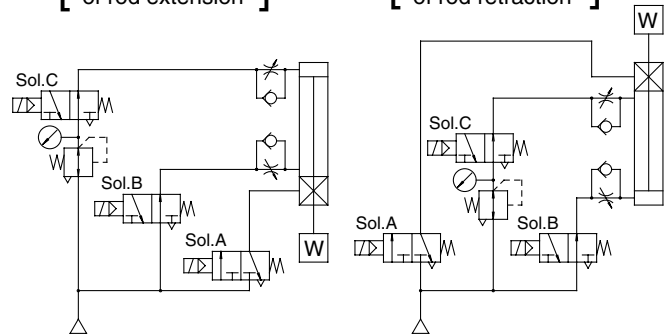 [ of rod extension ]
[ of rod retraction ]
W
Sol.C
Sol.B
Sol.A
W
Sol.C
Sol.A
Sol.B